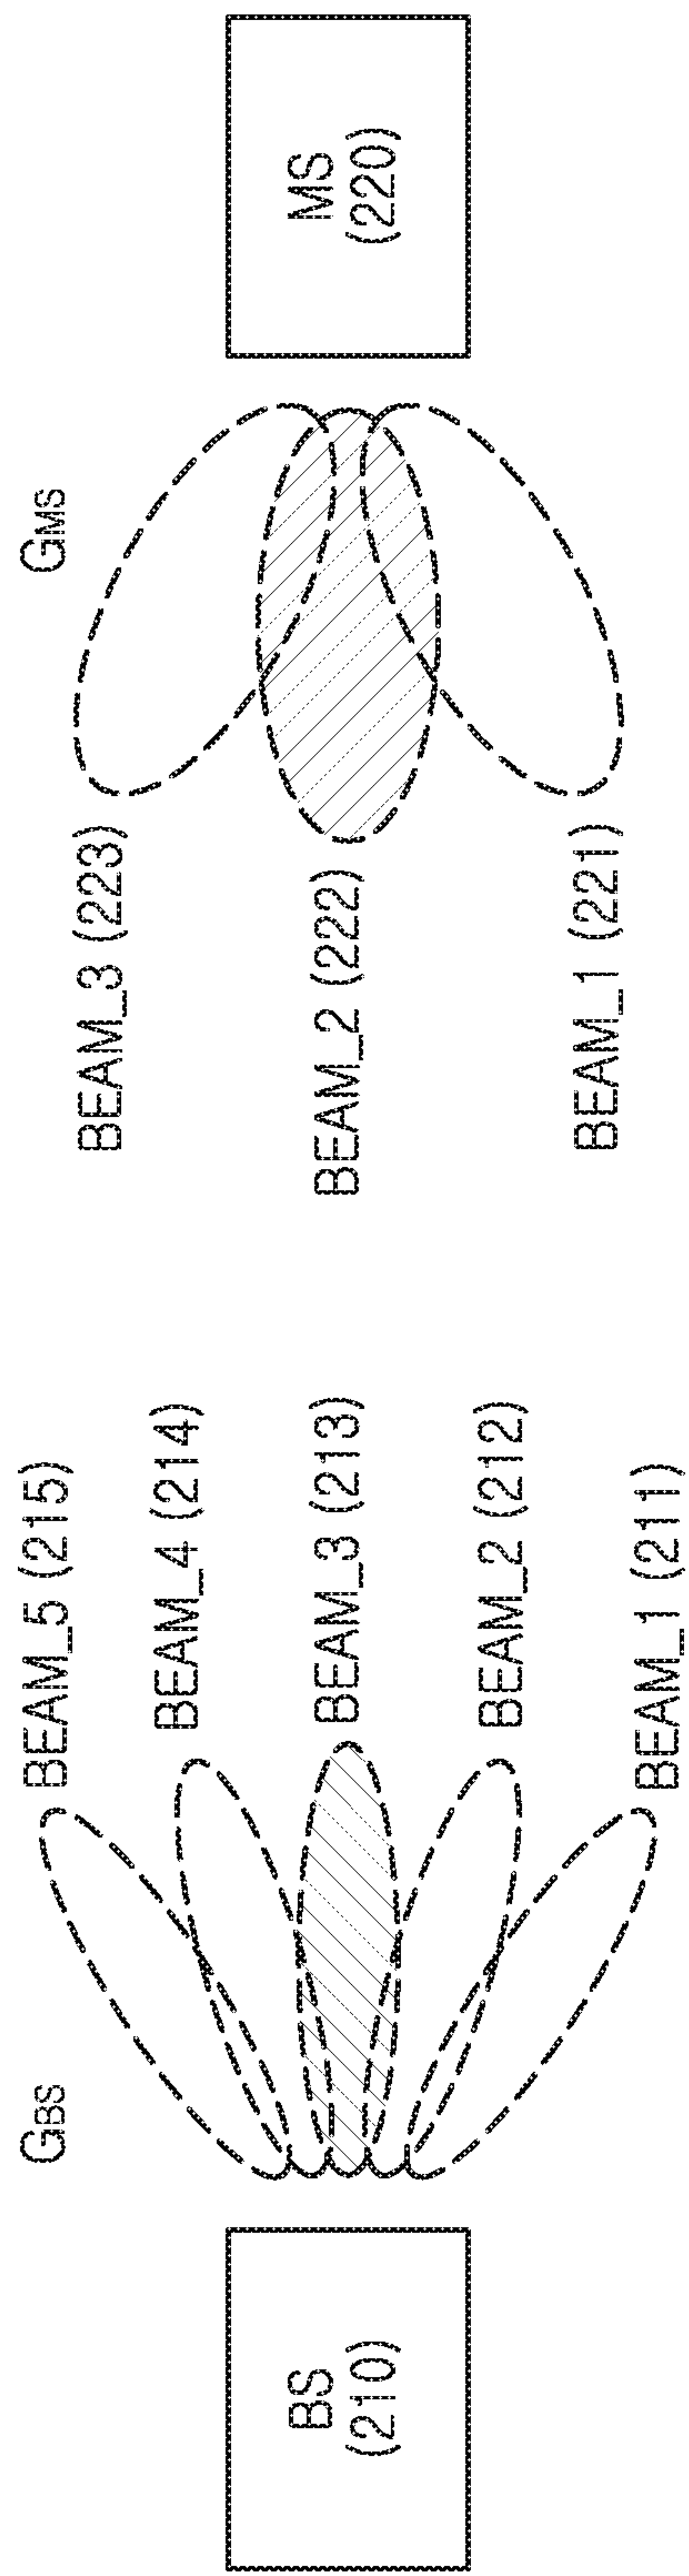 GBS
BEAM_5 (215)
BEAM_4 (214)
BEAM_3 (213)
BEAM_2 (212)
BEAM_1 (211)
BS
(210)
GMS
BEAM_3 (223)
BEAM_2 (222)
BEAM_1 (221)
MS
(220)